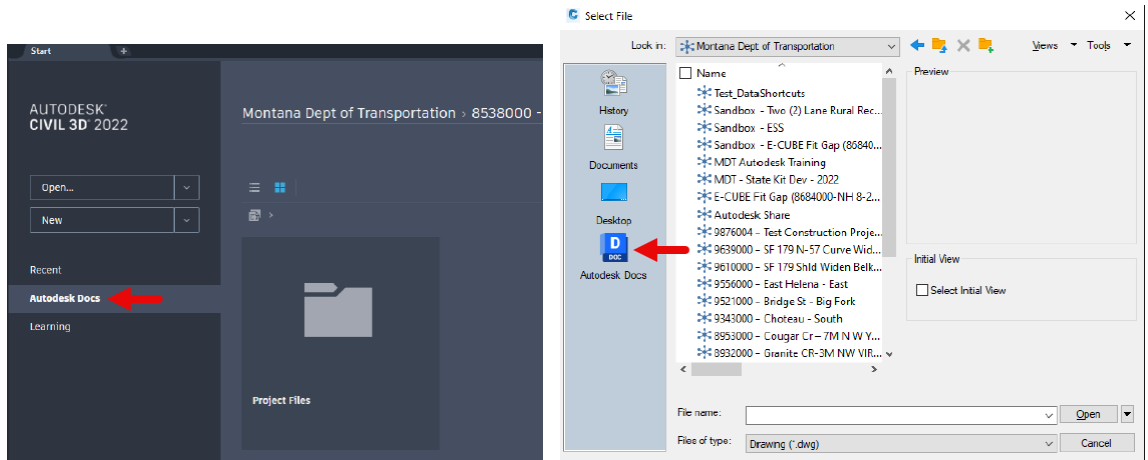 Start
+
AUTODESK®
CIVIL 3D® 2022
Open...
New
Recent
Autodesk Docs
Learning
Montana Dept of Transportation › 8538000 -
Project Files
Select File
Look in:
Montana Dept of Transportation
Views
Tools
History
Documents
Desktop
D
DOC
Autodesk Docs
Name
Test_DataShortcuts
Sandbox - Two (2) Lane Rural Rec...
Sandbox - ESS
Sandbox - E-CUBE Fit Gap (86840...
MDT Autodesk Training
MDT - State Kit Dev - 2022
E-CUBE Fit Gap (8684000-NH 8-2...
Autodesk Share
9876004 – Test Construction Proje...
9639000 – SF 179 N-57 Curve Wid...
9610000 – SF 179 Shld Widen Belk...
9556000 – East Helena - East
9521000 – Bridge St - Big Fork
9343000 – Choteau - South
8953000 – Cougar Cr – 7M N W Y...
8932000 – Granite CR-3M NW VIR...
Preview
Initial View
Select Initial View
File name:
Open
Files of type:
Drawing (*.dwg)
Cancel